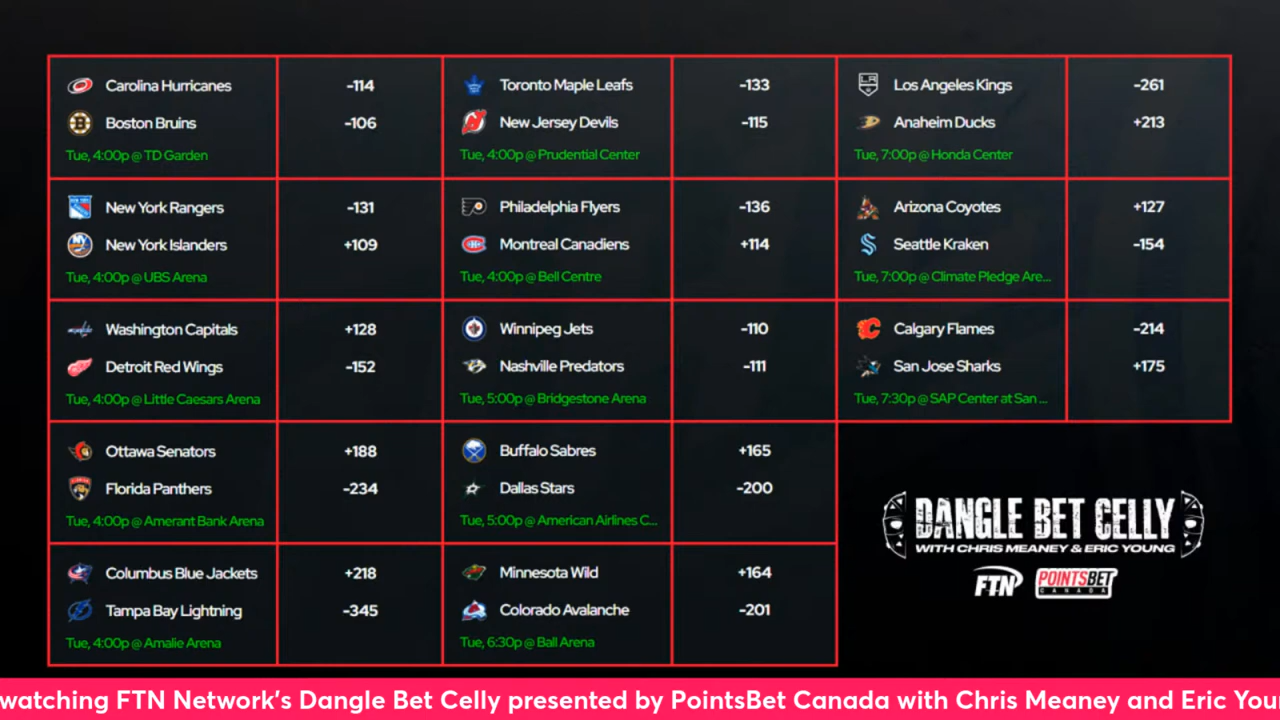 Carolina Hurricanes -114
Boston Bruins -106
Tue, 4:00p @ TD Garden
Toronto Maple Leafs -133
New Jersey Devils -115
Tue, 4:00p @ Prudential Center
Los Angeles Kings -261
Anaheim Ducks +213
Tue, 7:00p @ Honda Center
New York Rangers -131
New York Islanders +109
Tue, 4:00p @ UBS Arena
Philadelphia Flyers -136
Montreal Canadiens +114
Tue, 4:00p @ Bell Centre
Arizona Coyotes +127
Seattle Kraken -154
Tue, 7:00p @ Climate Pledge Are...
Washington Capitals +128
Detroit Red Wings -152
Tue, 4:00p @ Little Caesars Arena
Winnipeg Jets -110
Nashville Predators -111
Tue, 5:00p @ Bridgestone Arena
Calgary Flames -214
San Jose Sharks +175
Tue, 7:30p @ SAP Center at San ...
Ottawa Senators +188
Florida Panthers -234
Tue, 4:00p @ Amerant Bank Arena
Buffalo Sabres +165
Dallas Stars -200
Tue, 5:00p @ American Airlines C...
Columbus Blue Jackets +218
Tampa Bay Lightning -345
Tue, 4:00p @ Amalie Arena
Minnesota Wild +164
Colorado Avalanche -201
Tue, 6:30p @ Ball Arena
DANGLE BET CELLY
WITH CHRIS MEANEY & ERIC YOUNG
FTN POINTSBET
CANADA
watching FTN Network's Dangle Bet Celly presented by PointsBet Canada with Chris Meaney and Eric You